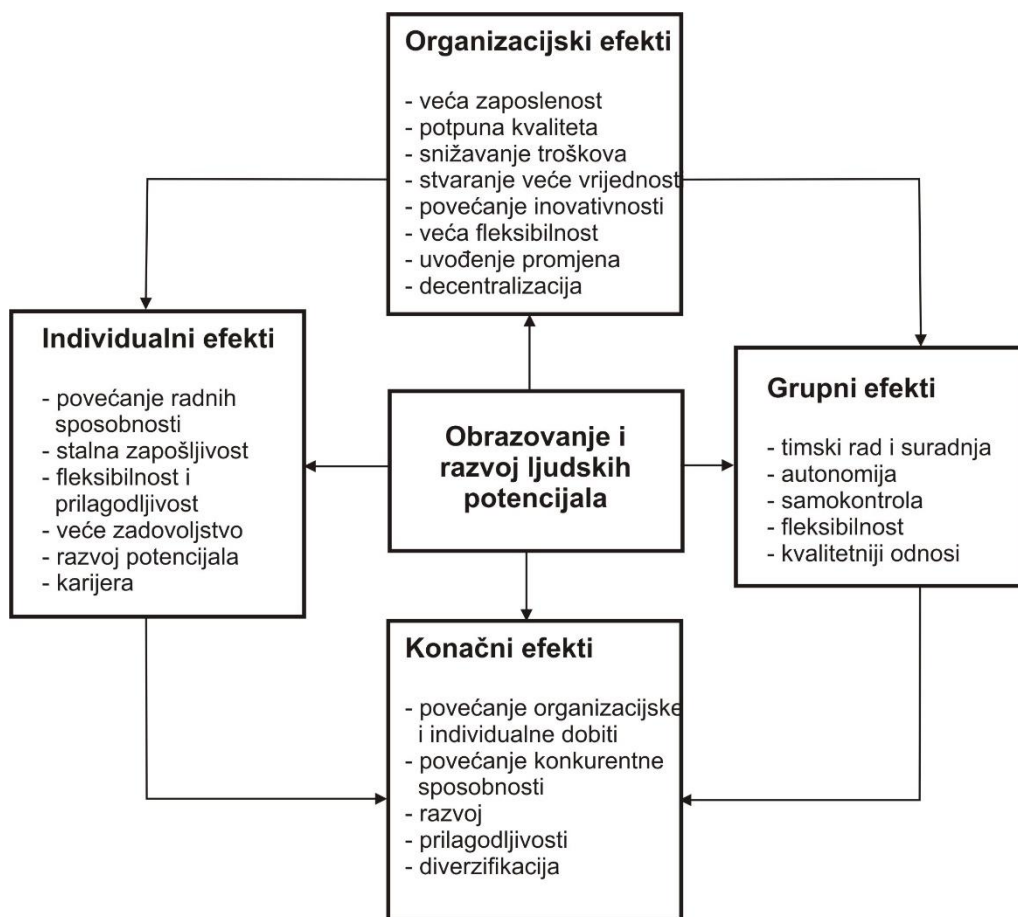 Organizacijski efekti
- veća zaposlenost
- potpuna kvaliteta
- snižavanje troškova
- stvaranje veće vrijednost
- povećanje inovativnosti
- veća fleksibilnost
- uvođenje promjena
- decentralizacija
Individualni efekti
- povećanje radnih
sposobnosti
- stalna zapošljivost
- fleksibilnost i
prilagodljivost
- veće zadovoljstvo
- razvoj potencijala
- karijera
Obrazovanje i
razvoj ljudskih
potencijala
Grupni efekti
- timski rad i suradnja
- autonomija
- samokontrola
- fleksibilnost
- kvalitetniji odnosi
Konačni efekti
- povećanje organizacijske
i individualne dobiti
- povećanje konkurentne
sposobnosti
- razvoj
- prilagodljivosti
- diverzifikacija